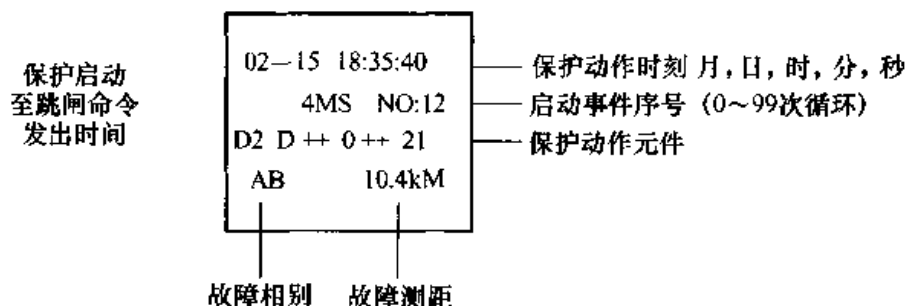 保护启动
至跳闸命令
发出时间
02—15 18:35:40
4MS NO:12
D2 D++ 0++ 21
AB 10.4kM
保护动作时刻 月,日,时,分,秒
启动事件序号（0~99次循环）
保护动作元件
故障相别 故障测距